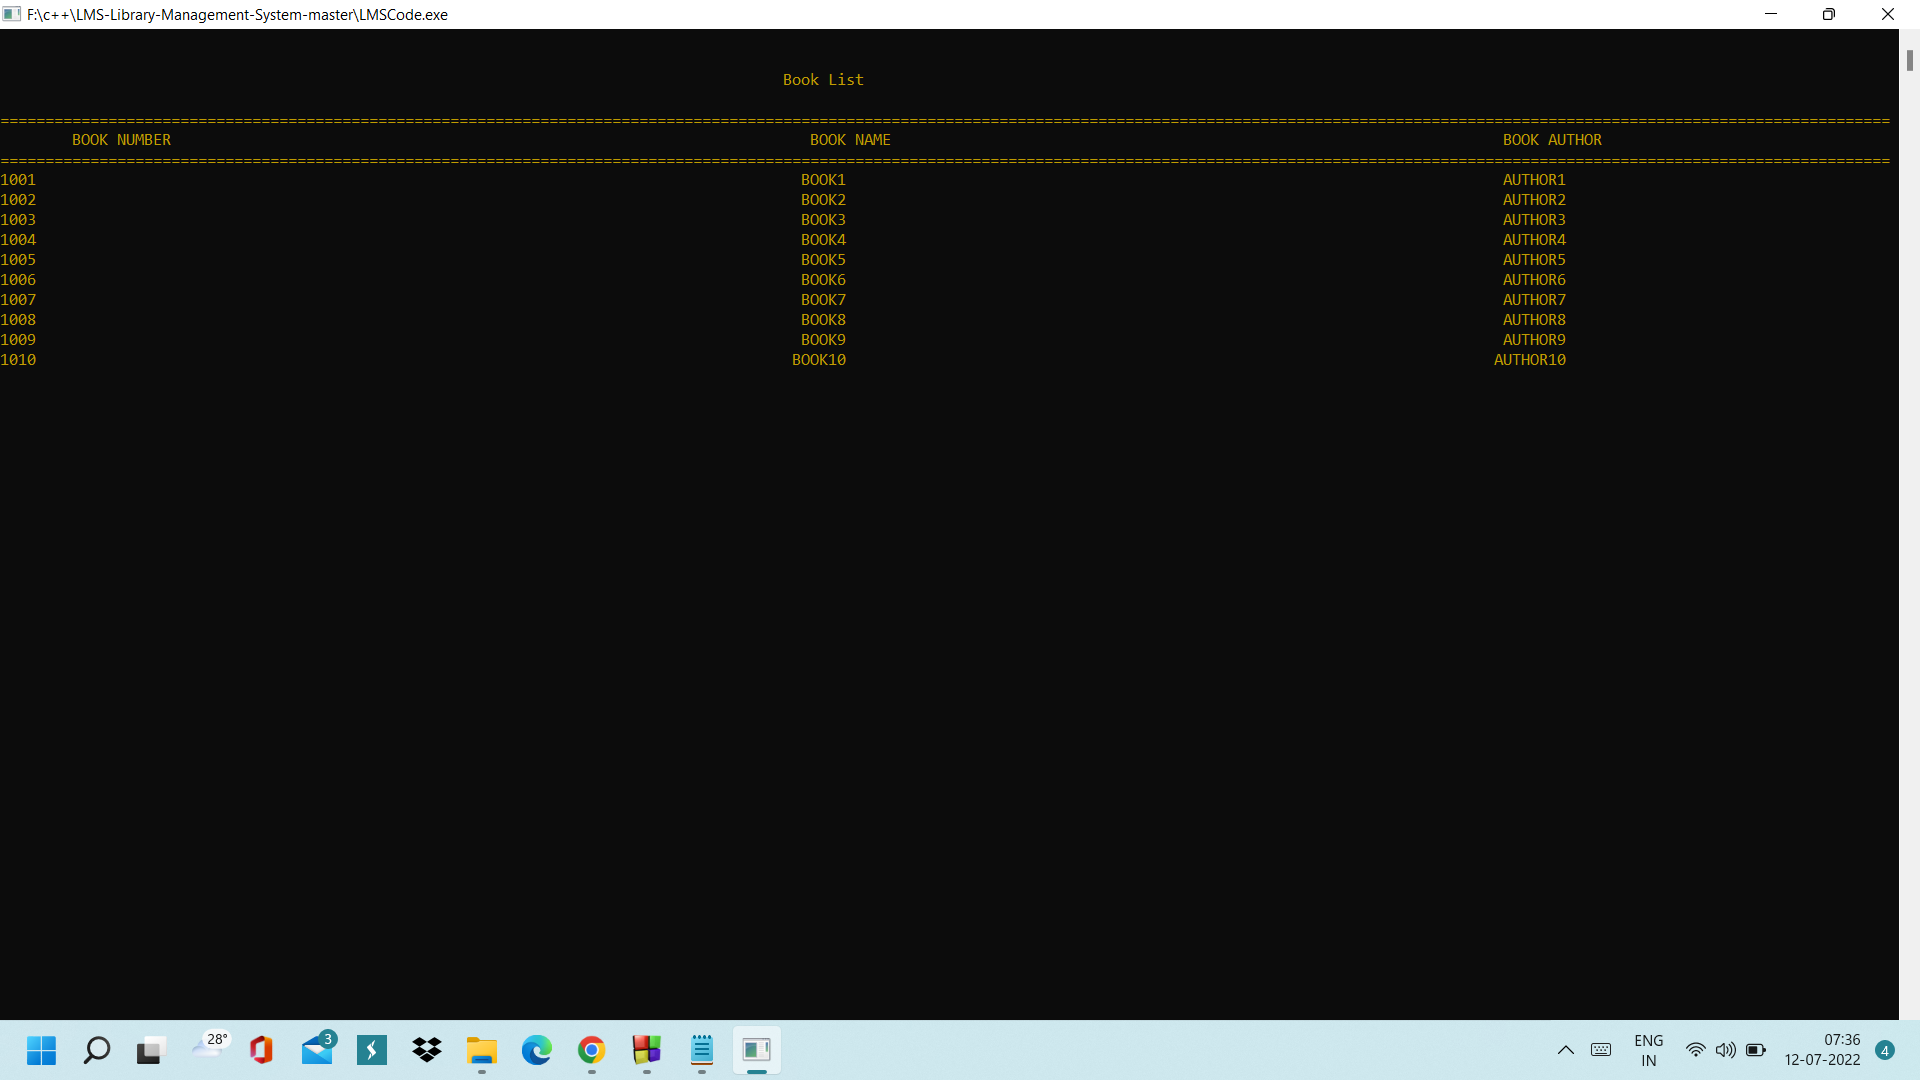 F:\c++\LMS-Library-Management-System-master\LMSCode.exe
Book List
==================================================================================================================================================================================================================
BOOK NUMBER BOOK NAME BOOK AUTHOR
==================================================================================================================================================================================================================
1001 BOOK1 AUTHOR1
1002 BOOK2 AUTHOR2
1003 BOOK3 AUTHOR3
1004 BOOK4 AUTHOR4
1005 BOOK5 AUTHOR5
1006 BOOK6 AUTHOR6
1007 BOOK7 AUTHOR7
1008 BOOK8 AUTHOR8
1009 BOOK9 AUTHOR9
1010 BOOK10 AUTHOR10
28°
3
ENG
IN
07:36
12-07-2022
4